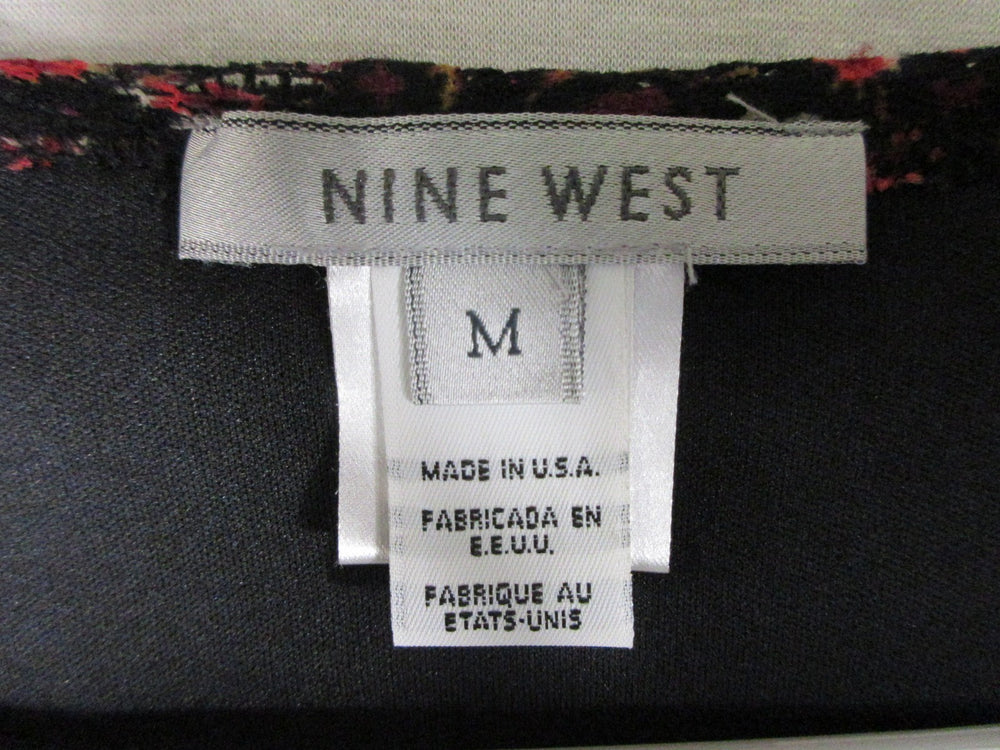 NINE WEST
M
MADE IN U.S.A.
FABRICADA EN
E.E.U.U.
FABRIQUE AU
ETATS-UNIS